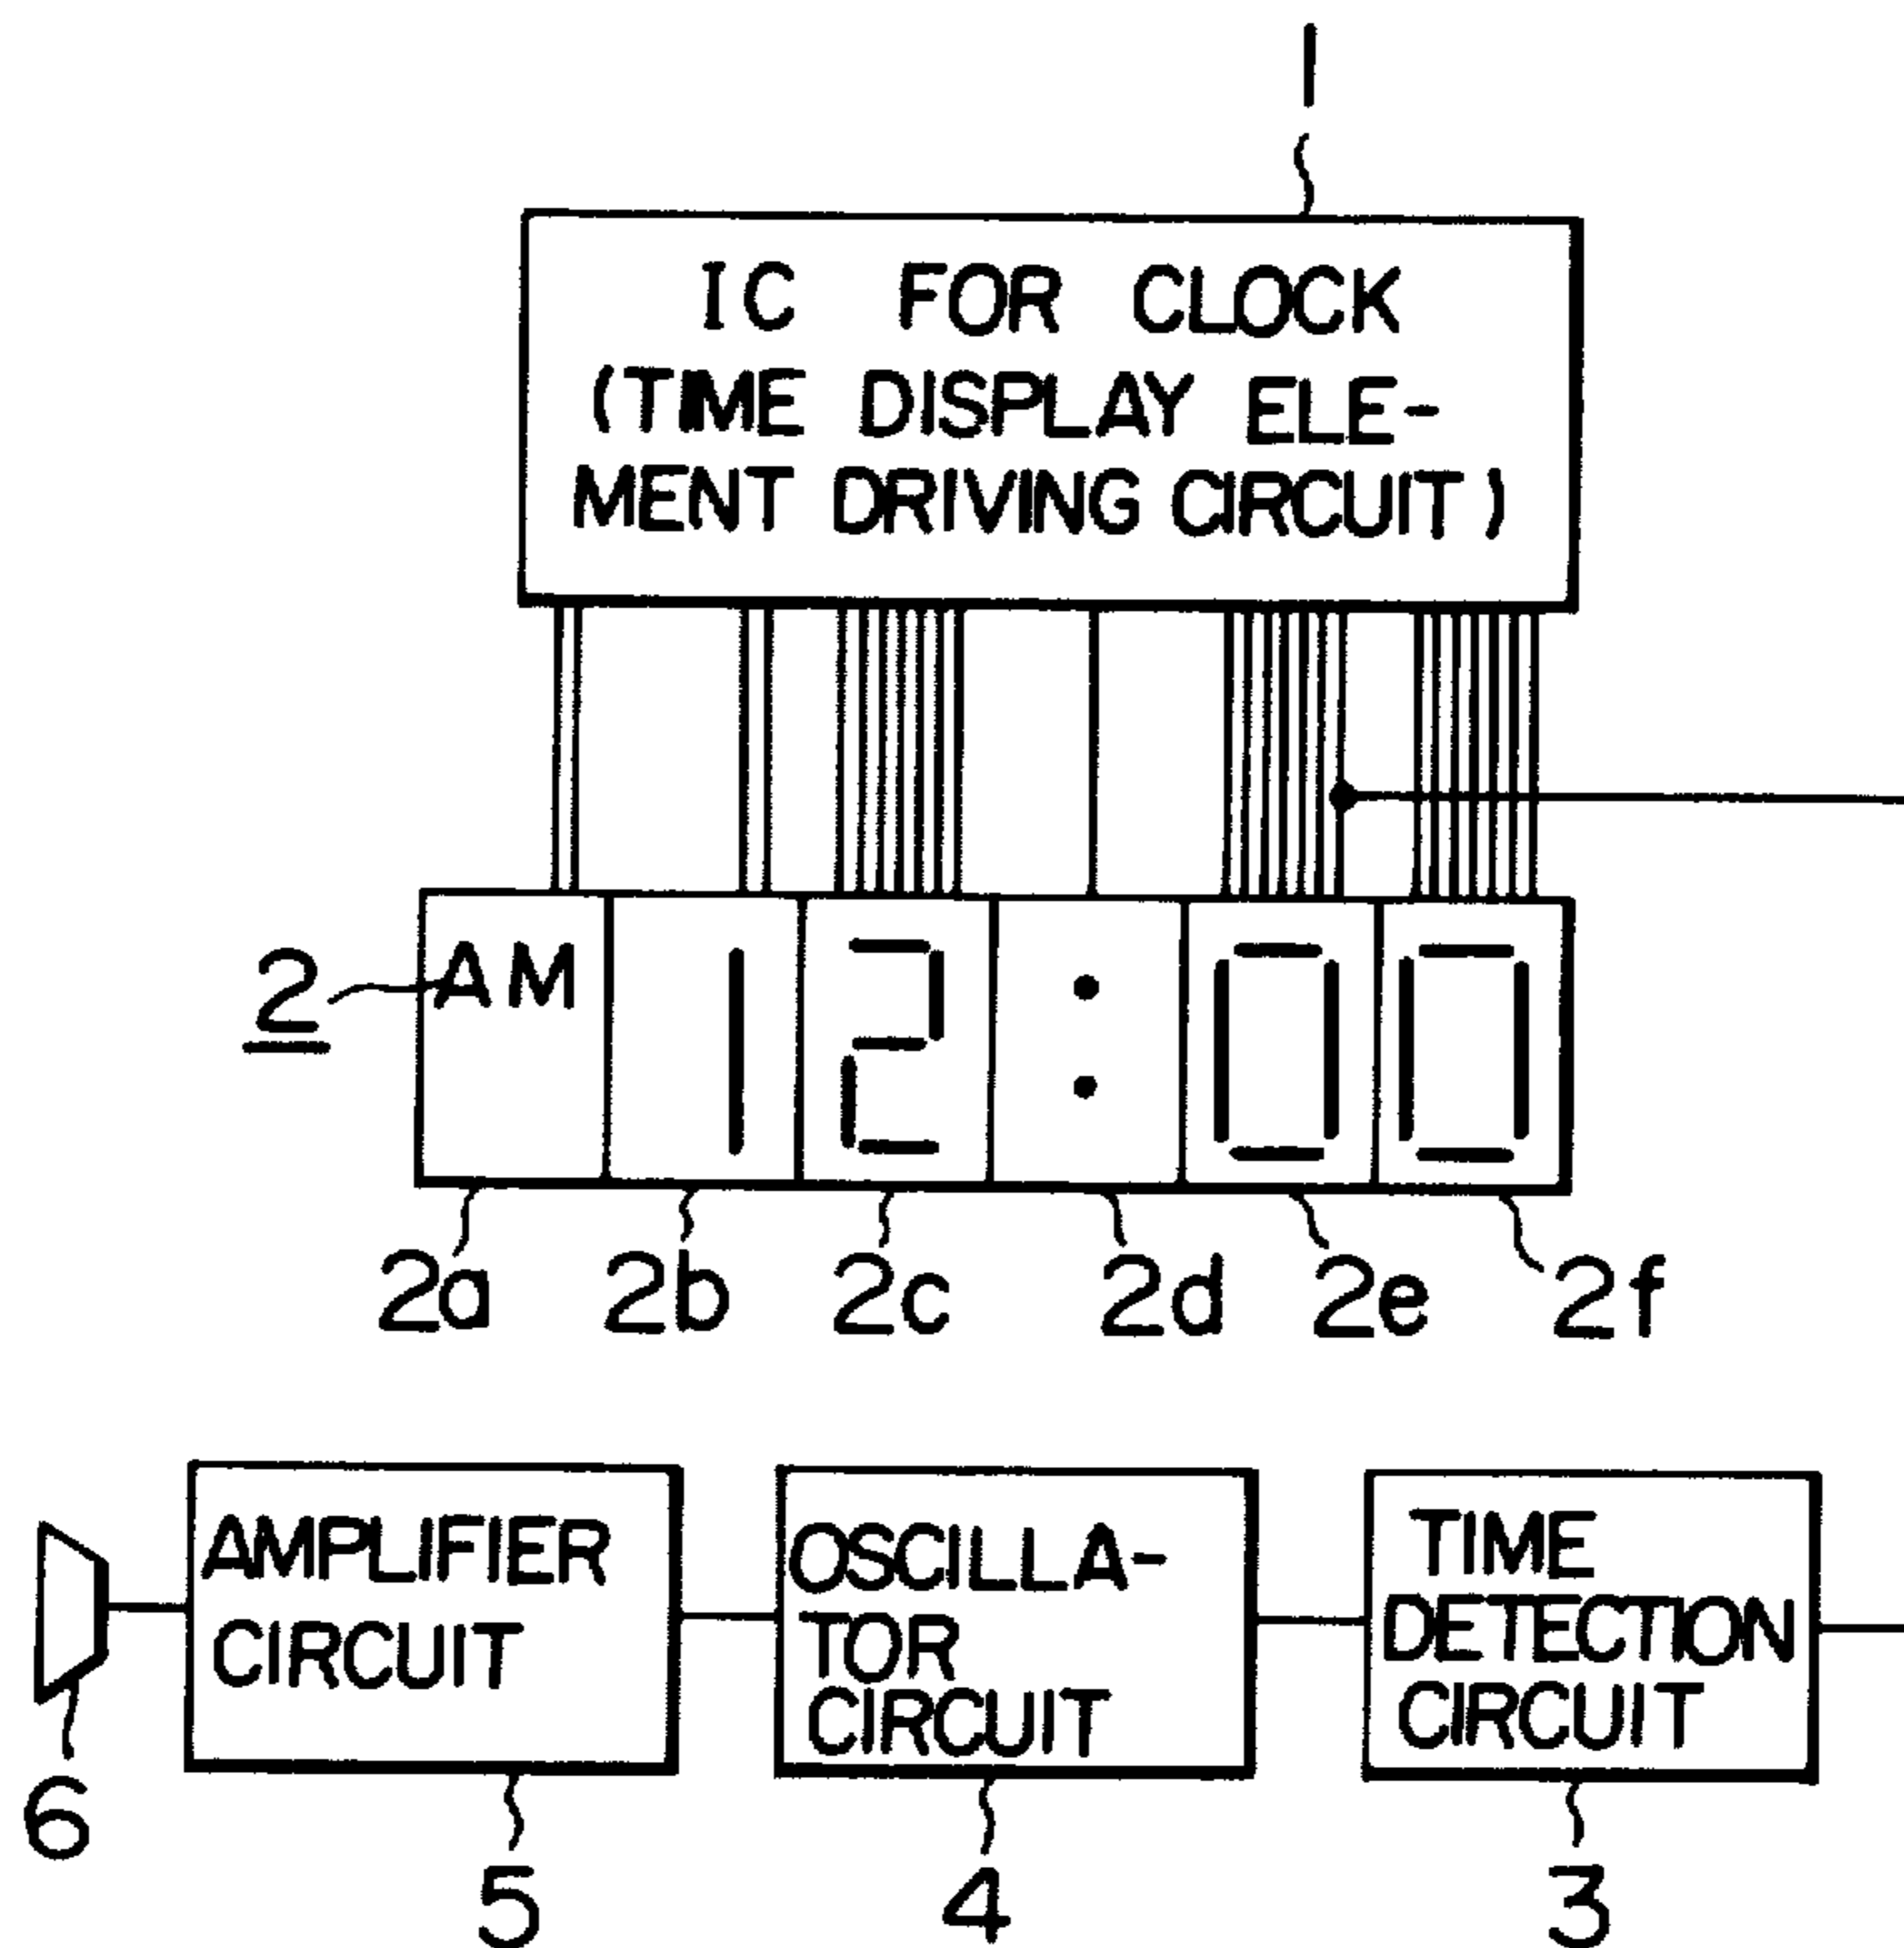 1
IC FOR CLOCK
(TIME DISPLAY ELE-
MENT DRIVING CIRCUIT)
2
AM 12:00
2a 2b 2c 2d 2e 2f
AMPLIFIER
CIRCUIT
OSCILLA-
TOR
CIRCUIT
TIME
DETECTION
CIRCUIT
6
5
4
3